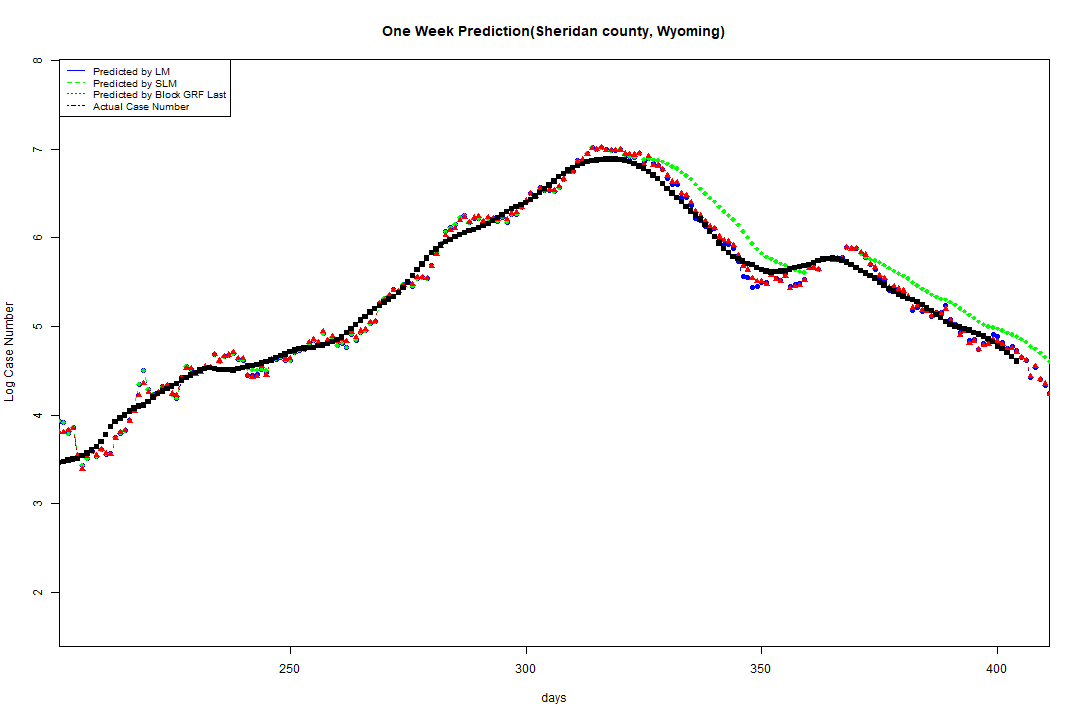 One Week Prediction(Sheridan county, Wyoming)
Predicted by LM
Predicted by SLM
Predicted by Block GRF Last
Actual Case Number
8
7
6
5
4
3
2
Log Case Number
250 300 350 400
days